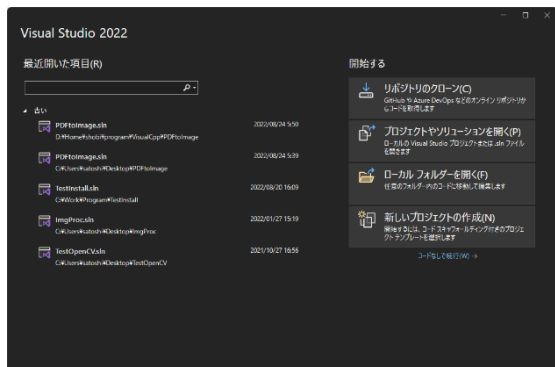 Visual Studio 2022
最近開いた項目(R)
古い
PDFtoImage.sln
2022/08/24 5:50
D:¥Home¥shobi¥program¥VisualCpp¥PDFtoImage
PDFtoImage.sln
2022/08/24 5:39
C:¥Users¥satoshi¥Desktop¥PDFtoImage
TestInstall.sln
2022/08/20 16:09
C:¥Work¥Program¥TestInstall
ImgProc.sln
2022/01/27 15:19
C:¥Users¥satoshi¥Desktop¥ImgProc
TestOpenCV.sln
2021/10/27 16:56
C:¥Users¥satoshi¥Desktop¥TestOpenCV
開始する
リポジトリのクローン(C)
GitHub や Azure DevOps などのオンライン リポジトリか
らコードを取得します
プロジェクトやソリューションを開く(P)
ローカルの Visual Studio プロジェクトまたは .sln ファイル
を開きます
ローカル フォルダーを開く(F)
任意のフォルダー内のコードに移動して編集します
新しいプロジェクトの作成(N)
開始するには、コード スキャフォールディング付きのプロジェ
クト テンプレートを選択します
コードなしで続行(W) →